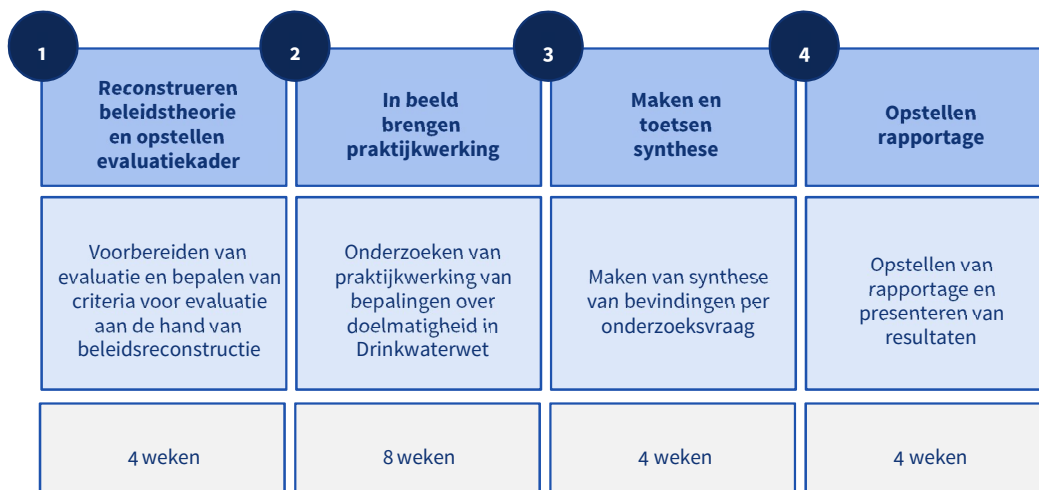 1
Reconstrueren
beleidstheorie
en opstellen
evaluatiekader
2
In beeld
brengen
praktijkwerking
3
Maken en
toetsen
synthese
4
Opstellen
rapportage
Voorbereiden van
evaluatie en bepalen van
criteria voor evaluatie
aan de hand van
beleidsreconstructie
Onderzoeken van
praktijkwerking van
bepalingen over
doelmatigheid in
Drinkwaterwet
Maken van synthese
van bevindingen per
onderzoeksvraag
Opstellen van
rapportage en
presenteren van
resultaten
4 weken
8 weken
4 weken
4 weken